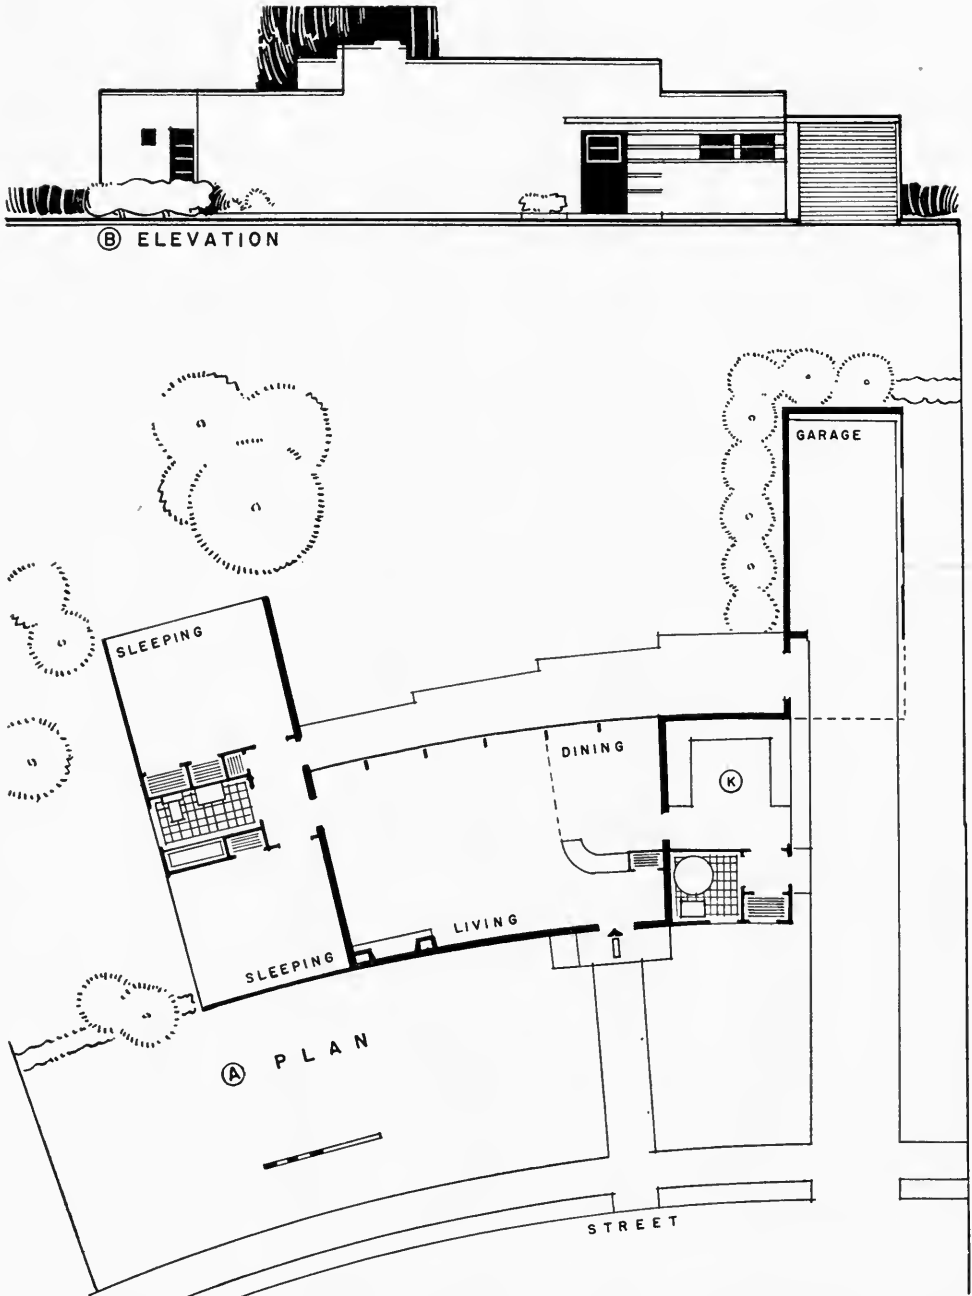 B ELEVATION
GARAGE
SLEEPING
DINING
K
LIVING
SLEEPING
A PLAN
STREET